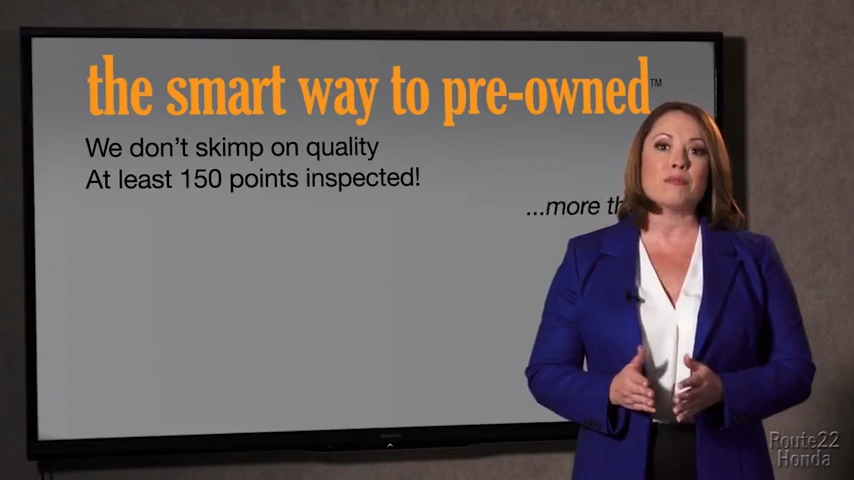 the smart way to pre-owned™
We don't skimp on quality
At least 150 points inspected!
...more
Route22
Honda